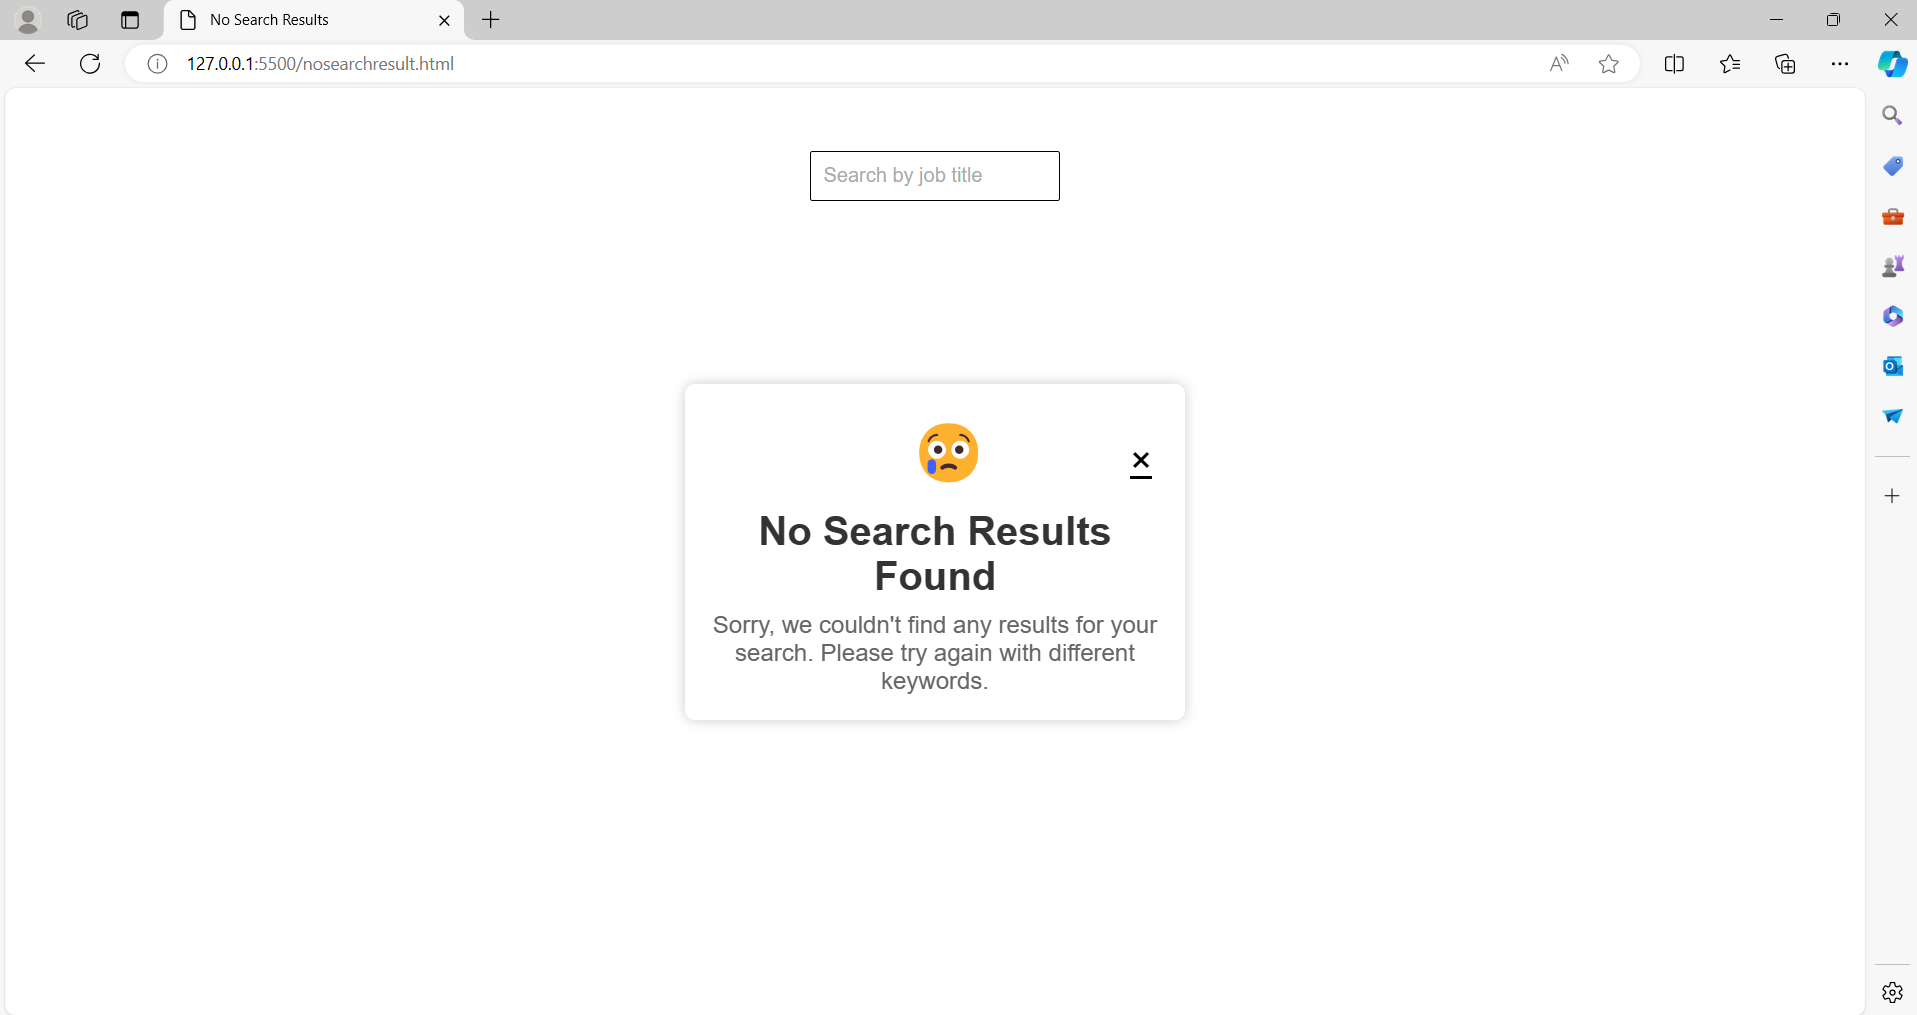 No Search Results
127.0.0.1:5500/nosearchresult.html
Search by job title
No Search Results
Found
Sorry, we couldn't find any results for your
search. Please try again with different
keywords.